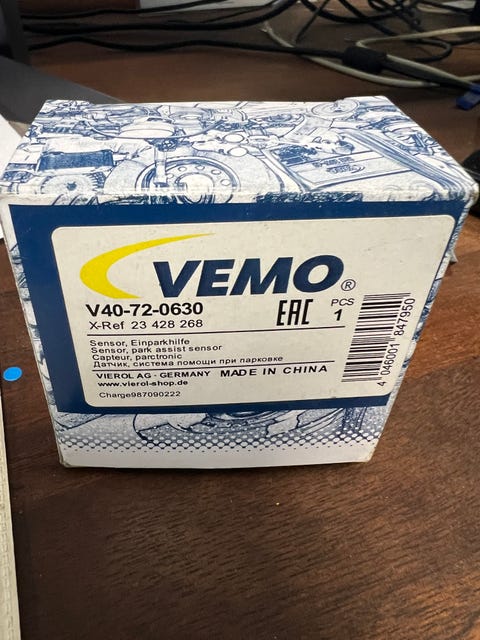 VEMO®
V40-72-0630
X-Ref 23 428 268
EAC
PCS
1
Sensor, Einparkhilfe
Sensor, park assist sensor
Capteur, parctronic
Датчик, система помощи при парковке
VIEROL AG - GERMANY MADE IN CHINA
www.vierol-shop.de
Charge987090222
4 046001 847950